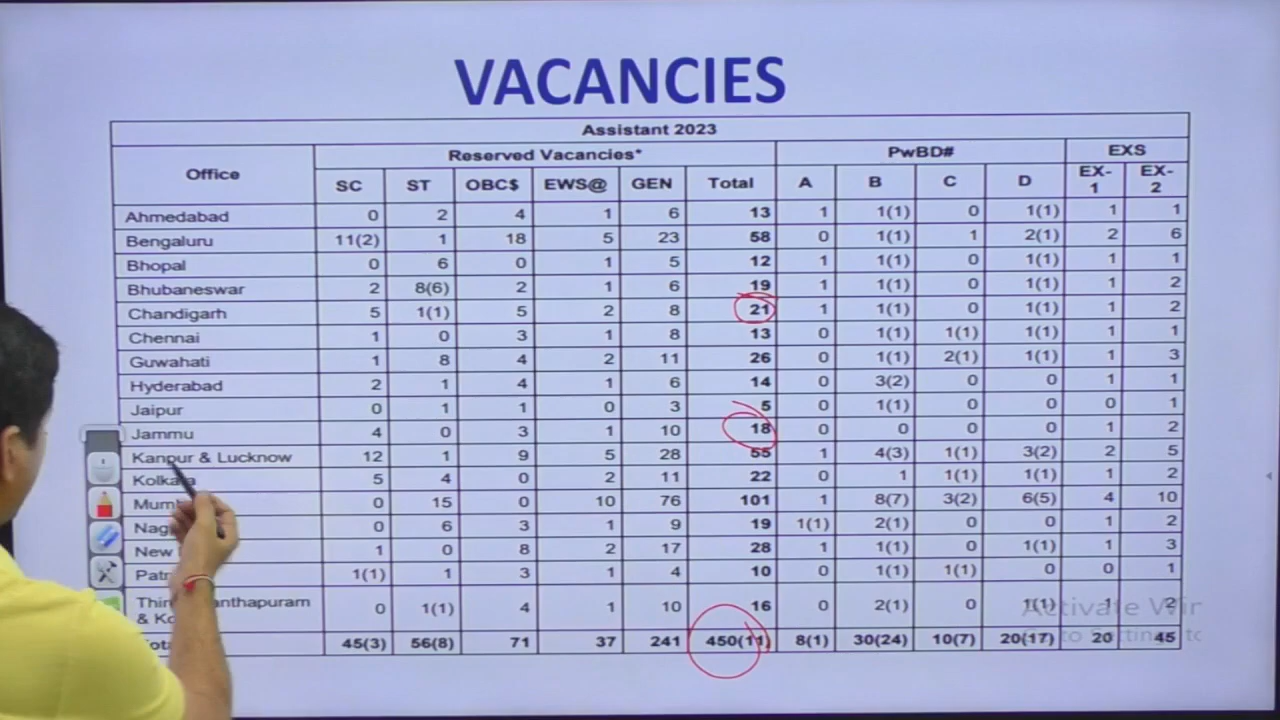 VACANCIES
Assistant 2023
Office Reserved Vacancies* PwBD# EXS
SC ST OBC$ EWS@ GEN Total A B C D EX-1 EX-2
Ahmedabad 0 2 4 1 6 13 1 1(1) 0 1(1) 1 1
Bengaluru 11(2) 1 18 5 23 58 0 1(1) 1 2(1) 2 6
Bhopal 0 6 0 1 5 12 1 1(1) 0 1(1) 1 1
Bhubaneswar 2 8(6) 2 1 6 19 1 1(1) 0 1(1) 1 2
Chandigarh 5 1(1) 5 2 8 21 1 1(1) 0 1(1) 1 2
Chennai 1 0 3 1 8 13 0 1(1) 1(1) 1(1) 1 1
Guwahati 1 8 4 2 11 26 0 1(1) 2(1) 1(1) 1 3
Hyderabad 2 1 4 1 6 14 0 3(2) 0 0 1 1
Jaipur 0 1 1 0 3 5 0 1(1) 0 0 0 1
Jammu 4 0 3 1 10 18 0 0 0 0 1 2
Kanpur & Lucknow 12 1 9 5 28 55 1 4(3) 1(1) 3(2) 2 5
Kolkata 5 4 0 2 11 22 0 1 1(1) 1(1) 1 2
0 15 0 10 76 101 1 8(7) 3(2) 6(5) 4 10
0 6 3 1 9 19 1(1) 2(1) 0 0 1 2
New 1 0 8 2 17 28 1 1(1) 0 1(1) 1 3
1(1) 1 3 1 4 10 0 1(1) 1(1) 0 0 1
0 1(1) 4 1 10 16 0 2(1) 0 1(1) 1 2
& 45(3) 56(8) 71 37 241 450(11) 8(1) 30(24) 10(7) 20(17) 20 45
Activate Win